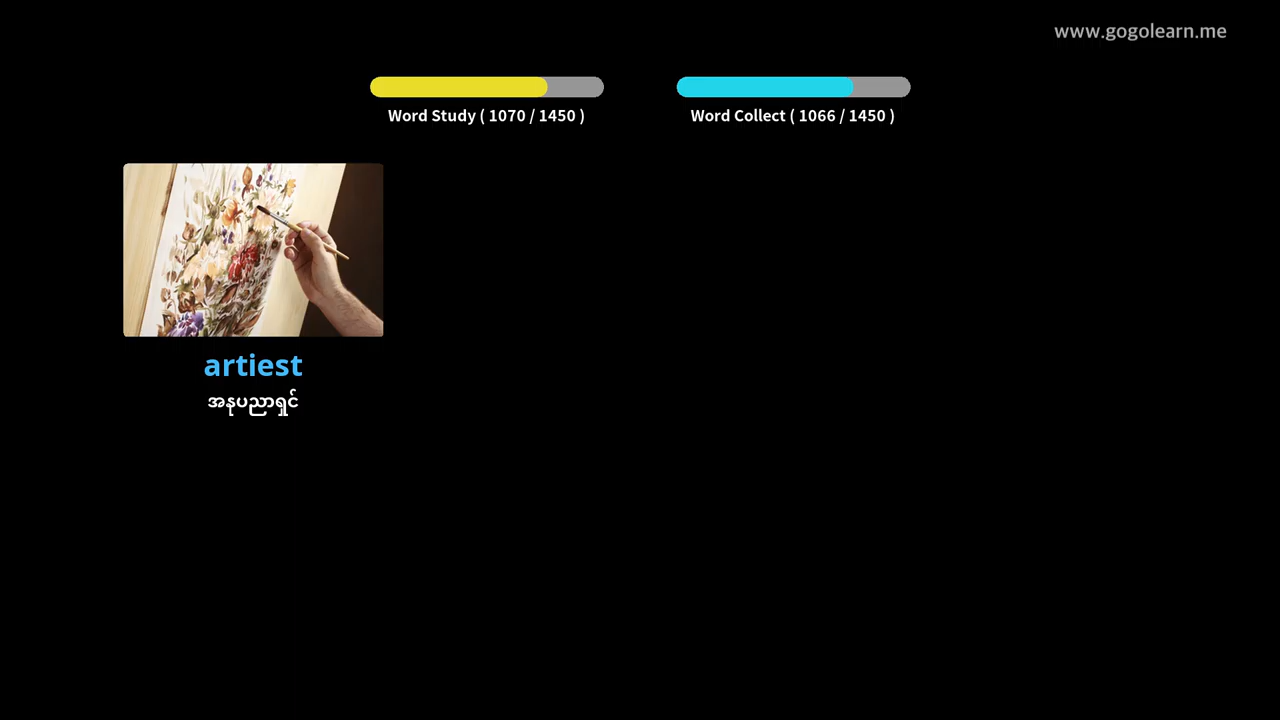 www.gogolearn.me
Word Study ( 1070 / 1450 )
Word Collect ( 1066 / 1450 )
artiest
အနုပညာရှင်